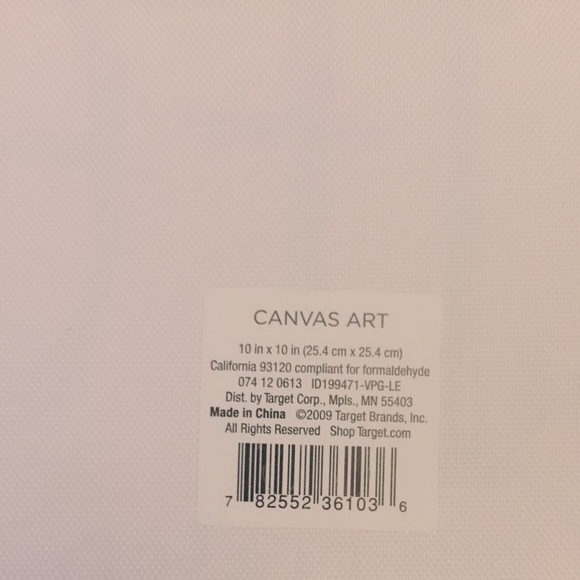 CANVAS ART
10 in x 10 in (25.4 cm x 25.4 cm)
California 93120 compliant for formaldehyde
074 12 0613 ID199471-VPG-LE
Dist. by Target Corp., Mpls., MN 55403
Made in China ©2009 Target Brands, Inc.
All Rights Reserved Shop Target.com
7 82552 36103 6